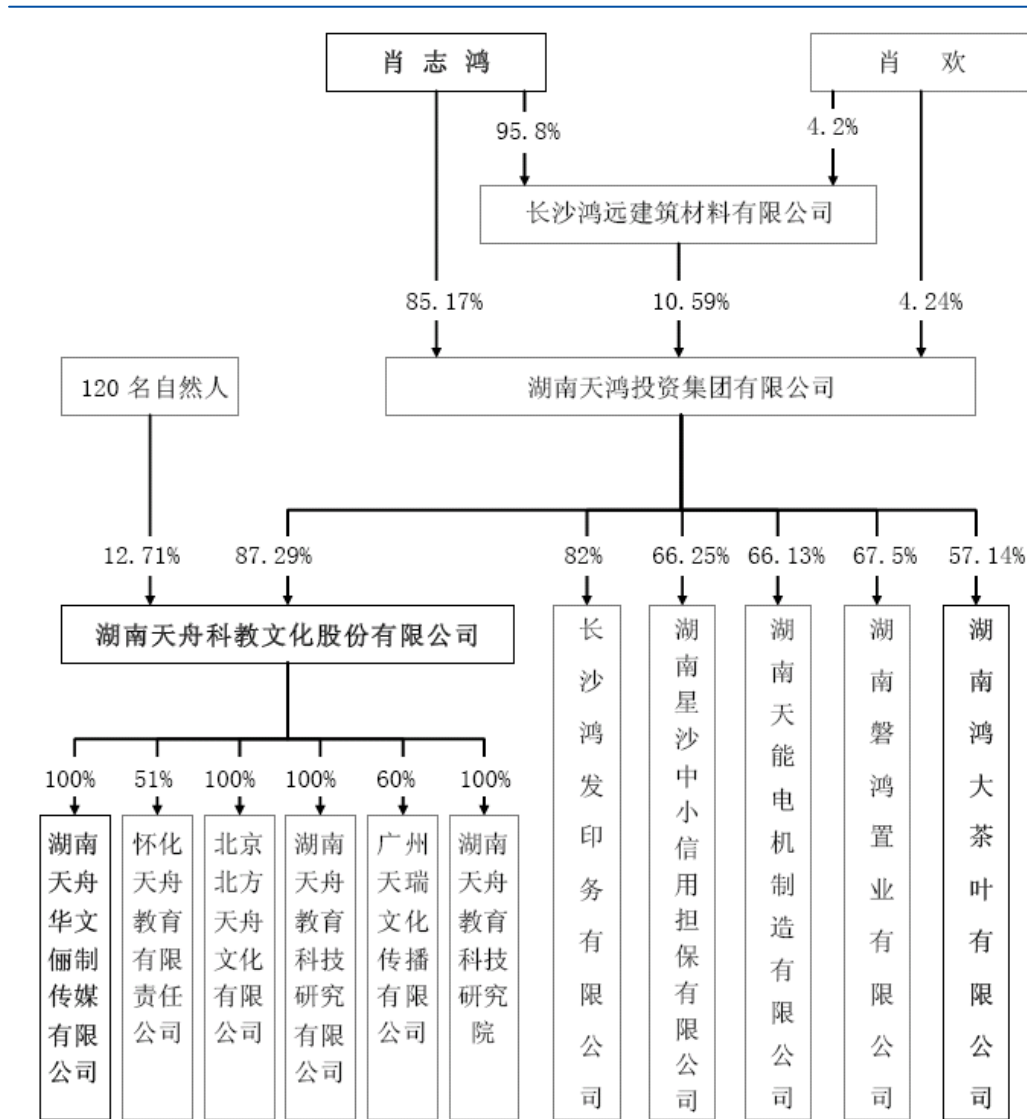 肖 志 鸿
肖 欢
95.8%
4.2%
长沙鸿远建筑材料有限公司
85.17%
10.59%
4.24%
120 名自然人
湖南天鸿投资集团有限公司
12.71%
87.29%
82%
66.25%
66.13%
67.5%
57.14%
湖南天舟科教文化股份有限公司
长沙鸿发印务有限公司
湖南星沙中小信用担保有限公司
湖南天能电机制造有限公司
湖南磐鸿置业有限公司
湖南鸿大茶叶有限公司
100%
51%
100%
100%
60%
100%
湖南
天舟
华文
俪制
传媒
有限
公司
怀化
天舟
教育
有限
责任
公司
北京
北方
天舟
文化
有限
公司
湖南
天舟
教育
科技
研究
有限
公司
广州
天瑞
文化
传播
有限
公司
湖南
天舟
教育
科技
研究
院